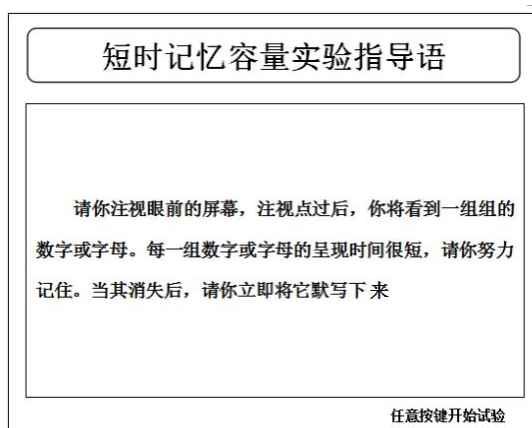 短时记忆容量实验指导语
请你注视眼前的屏幕，注视点过后，你将看到一组组的
数字或字母。每一组数字或字母的呈现时间很短，请你努力
记住。当其消失后，请你立即将它默写下来
任意按键开始试验